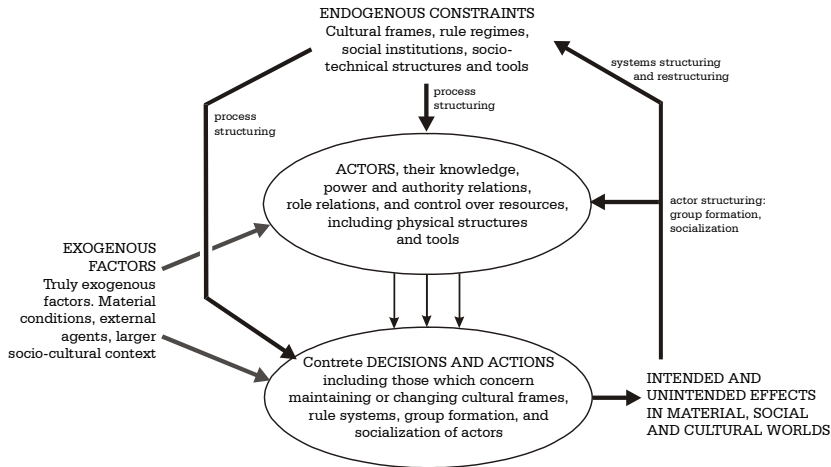 ENDOGENOUS CONSTRAINTS
Cultural frames, rule regimes,
social institutions, socio-
technical structures and tools
systems structuring
and restructuring
process
structuring
process
structuring
ACTORS, their knowledge,
power and authority relations,
role relations, and control over resources,
including physical structures
and tools
actor structuring:
group formation,
socialization
EXOGENOUS
FACTORS
Truly exogenous
factors. Material
conditions, external
agents, larger
socio-cultural context
Contrete DECISIONS AND ACTIONS
including those which concern
maintaining or changing cultural frames,
rule systems, group formation, and
socialization of actors
INTENDED AND
UNINTENDED EFFECTS
IN MATERIAL, SOCIAL
AND CULTURAL WORLDS